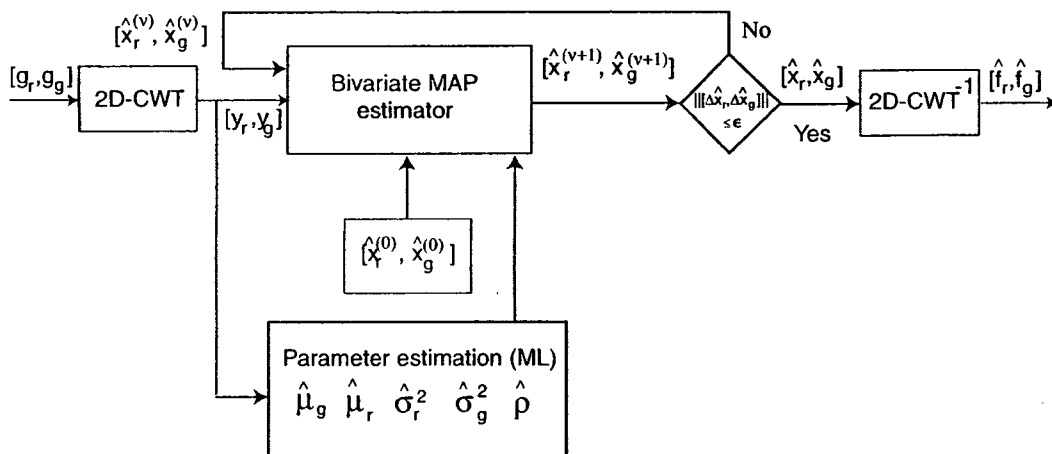 [x̂_r^(ν), x̂_g^(ν)]
No
[g_r,g_g]
2D-CWT
[y_r,y_g]
Bivariate MAP
estimator
[x̂_r^(ν+1), x̂_g^(ν+1)]
||[Δx̂_r,Δx̂_g]||
≤ϵ
[x̂_r,x̂_g]
Yes
2D-CWT^-1
[f̂_r,f̂_g]
[x̂_r^(0), x̂_g^(0)]
Parameter estimation (ML)
μ̂_g μ̂_r σ̂_r^2 σ̂_g^2 ρ̂